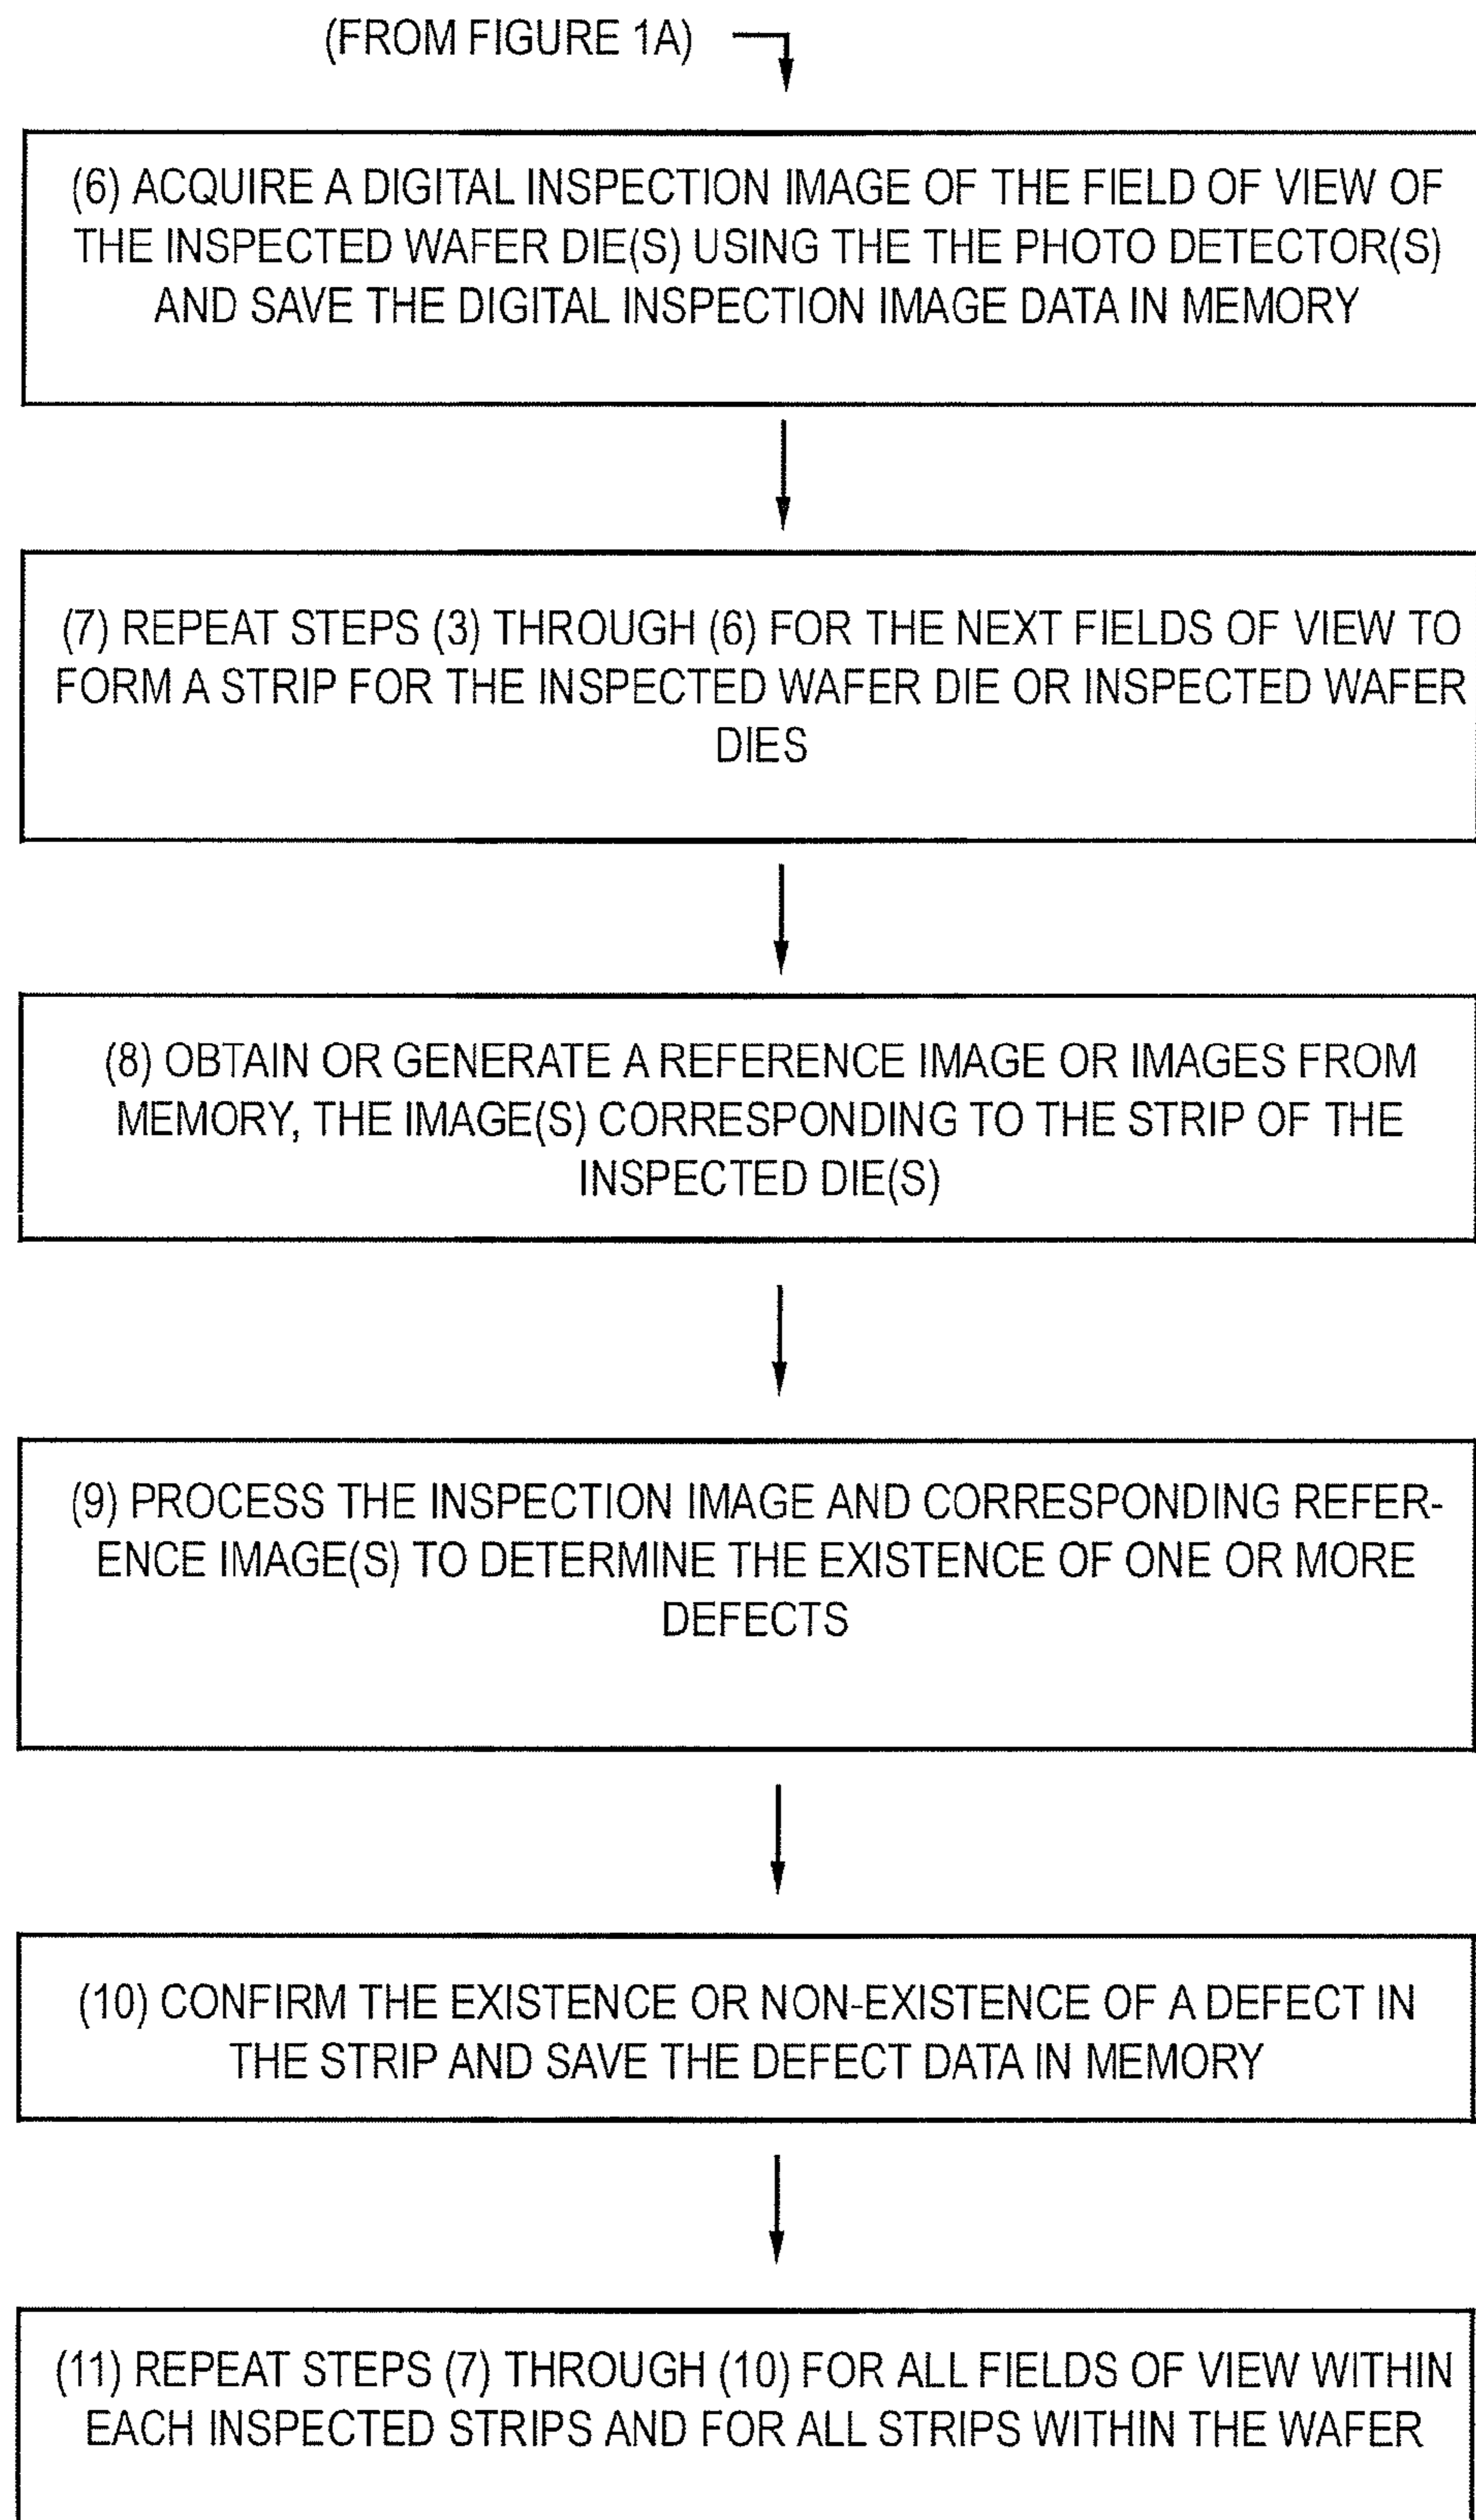 (FROM FIGURE 1A)
(6) ACQUIRE A DIGITAL INSPECTION IMAGE OF THE FIELD OF VIEW OF
THE INSPECTED WAFER DIE(S) USING THE THE PHOTO DETECTOR(S)
AND SAVE THE DIGITAL INSPECTION IMAGE DATA IN MEMORY
(7) REPEAT STEPS (3) THROUGH (6) FOR THE NEXT FIELDS OF VIEW TO
FORM A STRIP FOR THE INSPECTED WAFER DIE OR INSPECTED WAFER
DIES
(8) OBTAIN OR GENERATE A REFERENCE IMAGE OR IMAGES FROM
MEMORY, THE IMAGE(S) CORRESPONDING TO THE STRIP OF THE
INSPECTED DIE(S)
(9) PROCESS THE INSPECTION IMAGE AND CORRESPONDING REFER-
ENCE IMAGE(S) TO DETERMINE THE EXISTENCE OF ONE OR MORE
DEFECTS
(10) CONFIRM THE EXISTENCE OR NON-EXISTENCE OF A DEFECT IN
THE STRIP AND SAVE THE DEFECT DATA IN MEMORY
(11) REPEAT STEPS (7) THROUGH (10) FOR ALL FIELDS OF VIEW WITHIN
EACH INSPECTED STRIPS AND FOR ALL STRIPS WITHIN THE WAFER